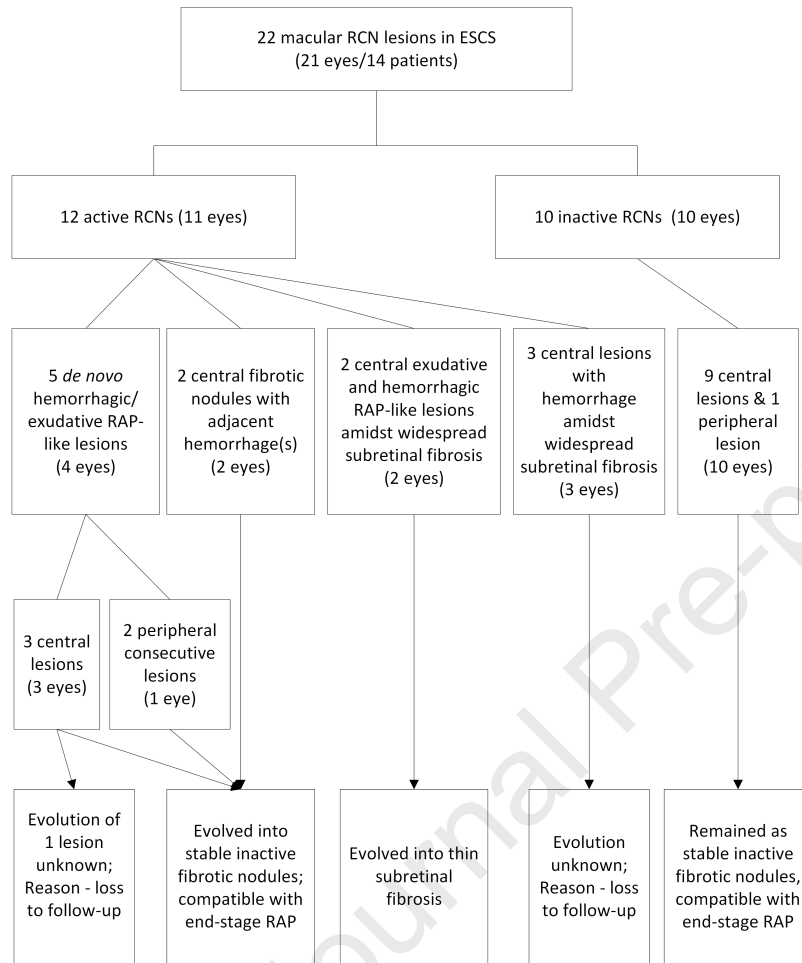 22 macular RCN lesions in ESCS
(21 eyes/14 patients)
12 active RCNs (11 eyes)
10 inactive RCNs (10 eyes)
5 de novo
hemorrhagic/
exudative RAP-
like lesions
(4 eyes)
2 central fibrotic
nodules with
adjacent
hemorrhage(s)
(2 eyes)
2 central exudative
and hemorrhagic
RAP-like lesions
amidst widespread
subretinal fibrosis
(2 eyes)
3 central lesions
with
hemorrhage
amidst
widespread
subretinal fibrosis
(3 eyes)
9 central
lesions & 1
peripheral
lesion
(10 eyes)
3 central
lesions
(3 eyes)
2 peripheral
consecutive
lesions
(1 eye)
Evolution of
1 lesion
unknown;
Reason - loss
to follow-up
Evolved into
stable inactive
fibrotic nodules;
compatible with
end-stage RAP
Evolved into thin
subretinal
fibrosis
Evolution
unknown;
Reason - loss
to follow-up
Remained as
stable inactive
fibrotic nodules,
compatible with
end-stage RAP
Journal Pre-p